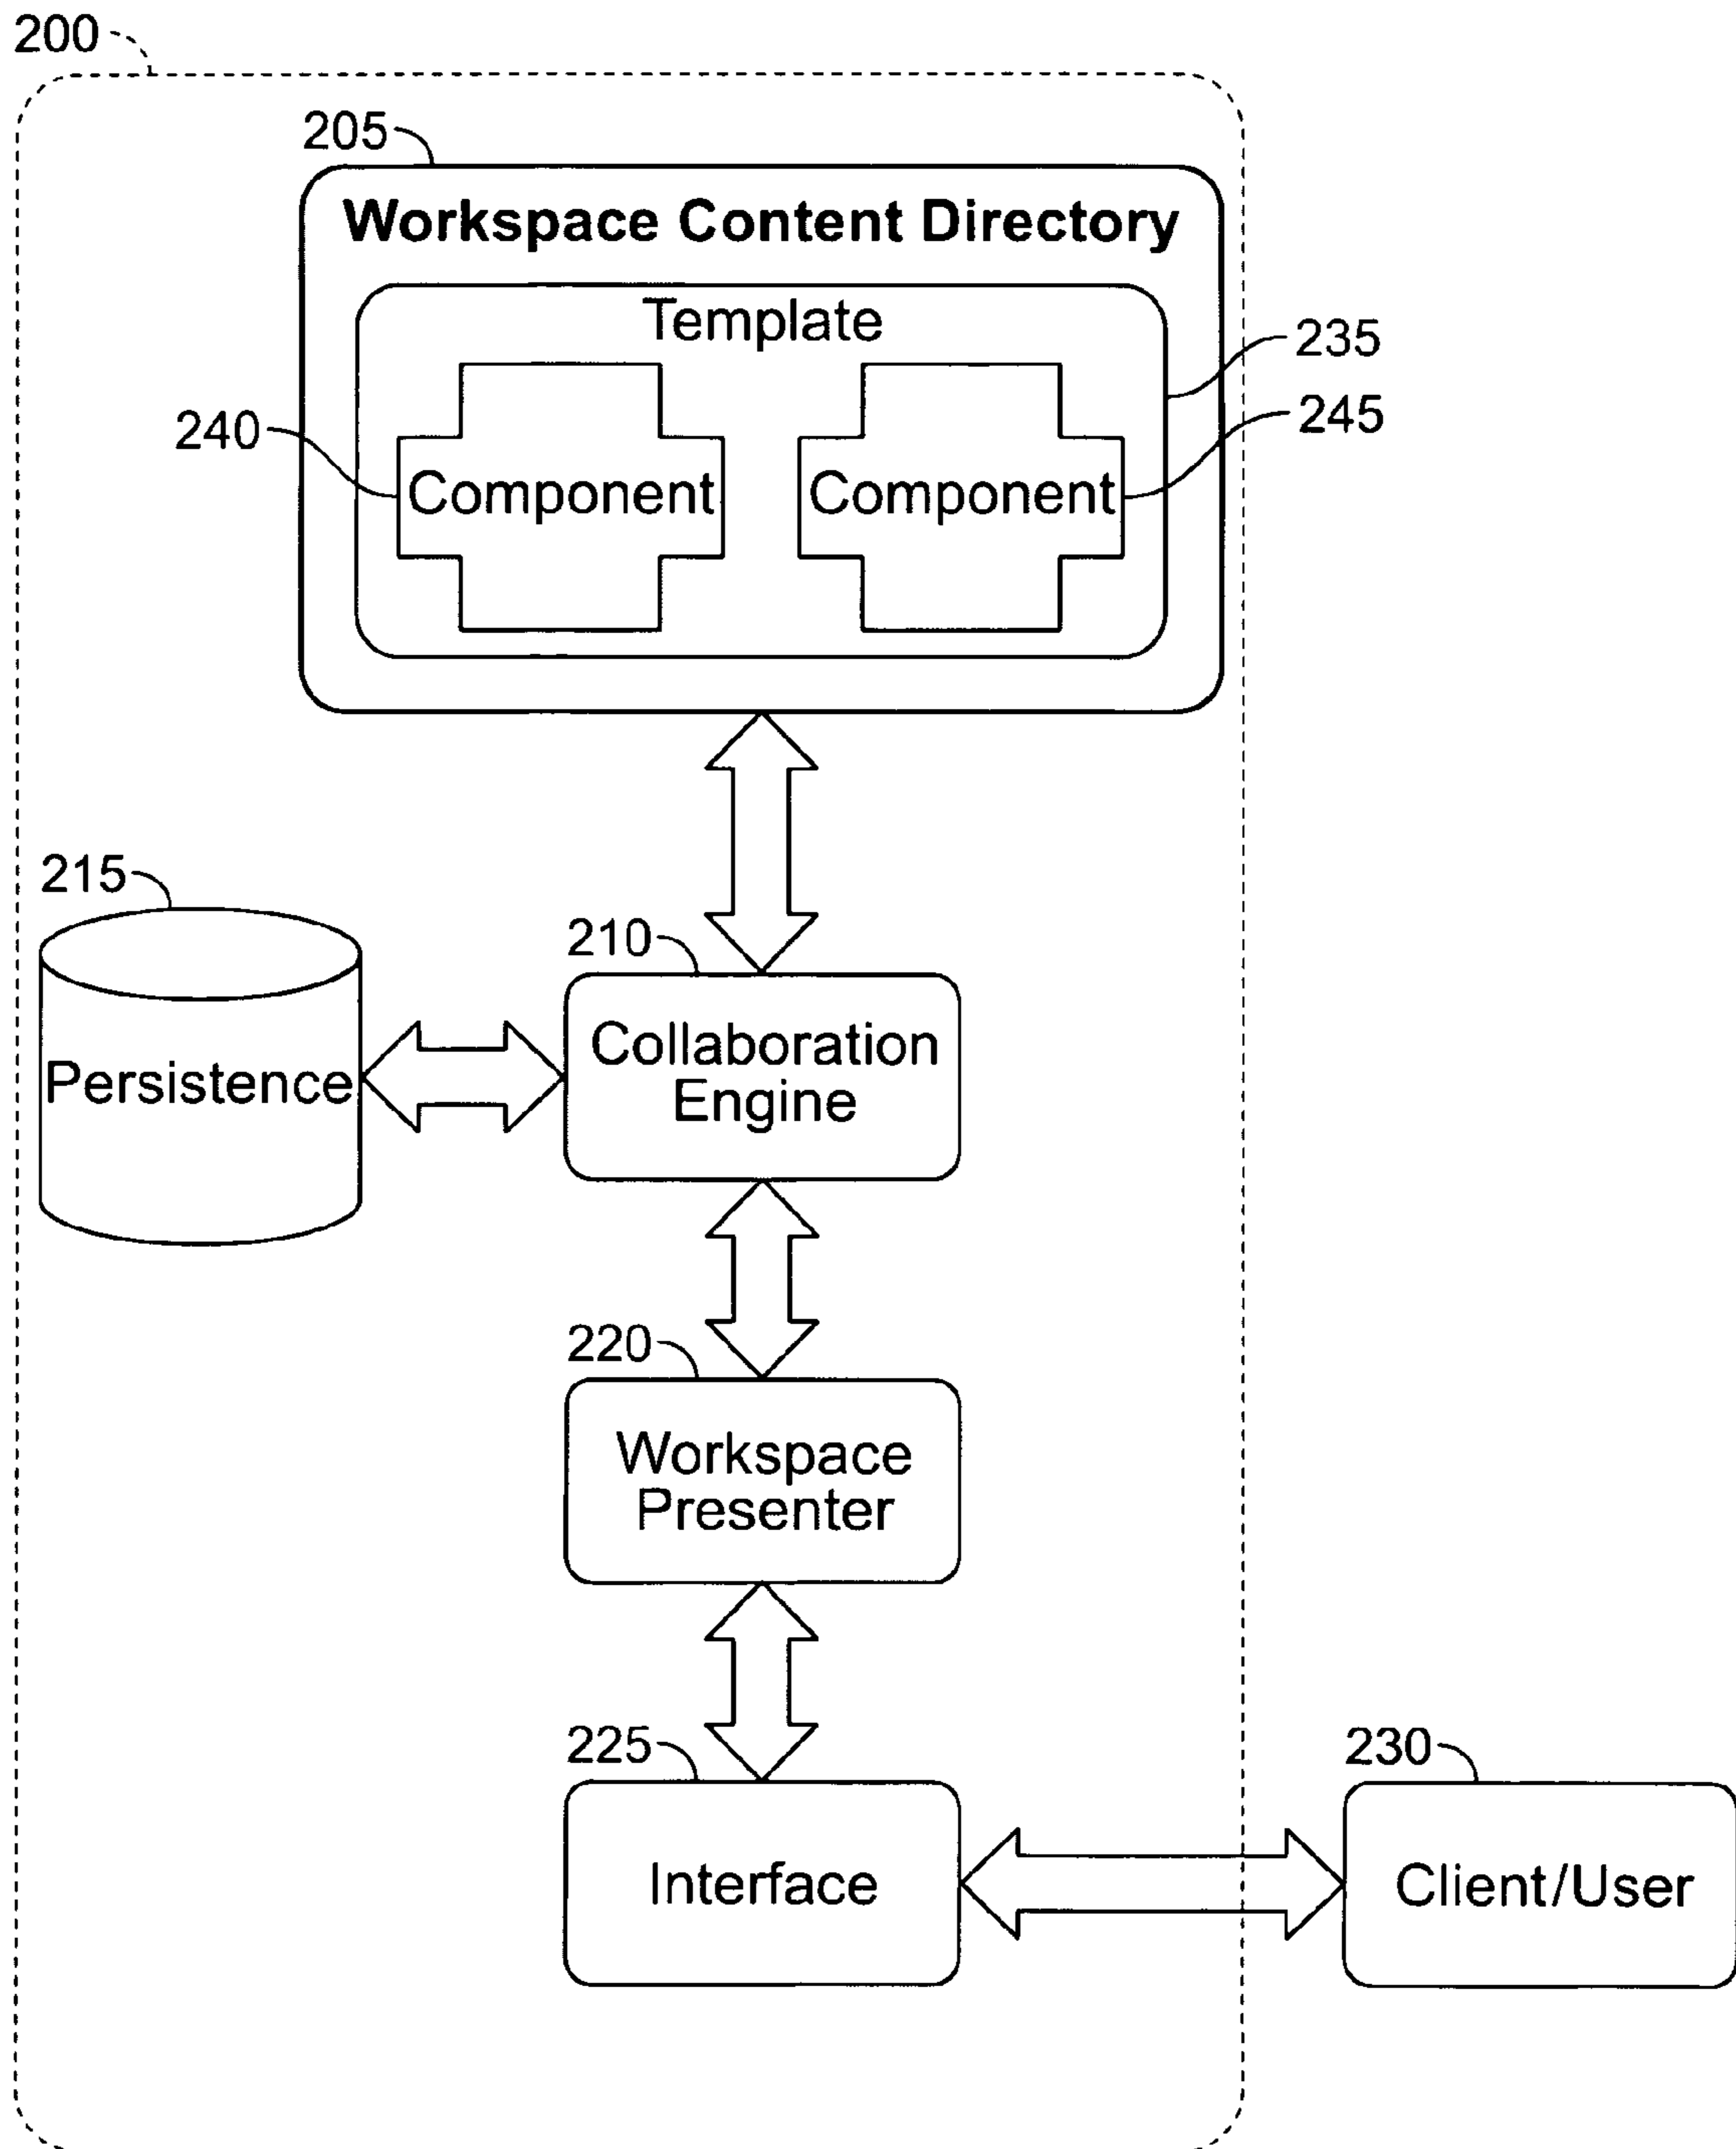 200
205
Workspace Content Directory
Template
235
240
245
Component
Component
215
210
Persistence
Collaboration
Engine
220
Workspace
Presenter
225
230
Interface
Client/User